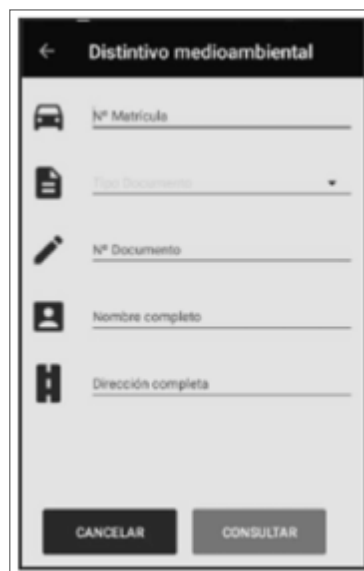 Distintivo medioambiental
Nº Matrícula
Tipo Documento
Nº Documento
Nombre completo
Dirección completa
CANCELAR
CONSULTAR